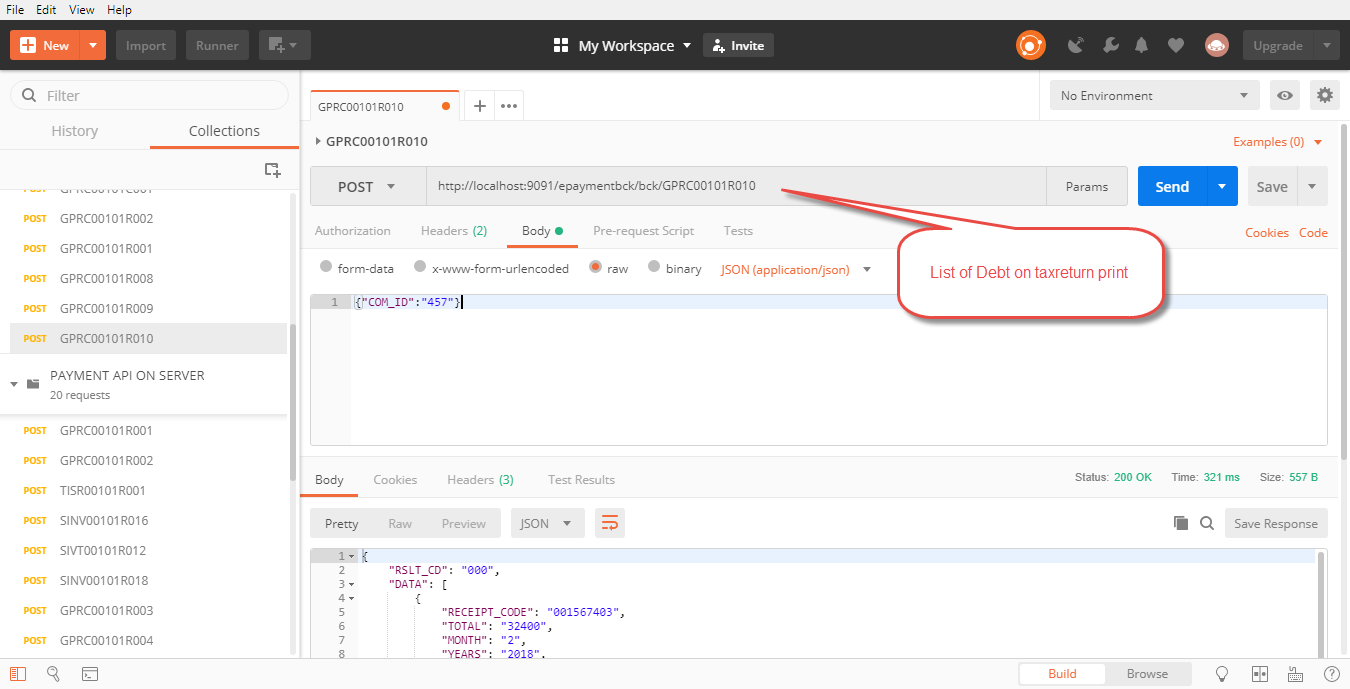 File Edit View Help
New Import Runner My Workspace Invite Upgrade
Filter
History Collections
GPRC00101C001
POST GPRC00101R002
POST GPRC00101R001
POST GPRC00101R008
POST GPRC00101R009
POST GPRC00101R010
PAYMENT API ON SERVER
20 requests
POST GPRC00101R001
POST GPRC00101R002
POST TISR00101R001
POST SINV00101R016
POST SIVT00101R012
POST SINV00101R018
POST GPRC00101R003
POST GPRC00101R004
GPRC00101R010 No Environment
GPRC00101R010 Examples (0)
POST http://localhost:9091/epaymentbck/bck/GPRC00101R010 Params Send Save
Authorization Headers (2) Body Pre-request Script Tests Cookies Code
form-data x-www-form-urlencoded raw binary JSON (application/json)
List of Debt on taxreturn print
1 {"COM_ID":"457"}
Body Cookies Headers (3) Test Results Status: 200 OK Time: 321 ms Size: 557 B
Pretty Raw Preview JSON Save Response
1 {
2 "RSLT_CD": "000",
3 "DATA": [
4 {
5 "RECEIPT_CODE": "001567403",
6 "TOTAL": "32400",
7 "MONTH": "2",
8 "YEARS": "2018",
Build Browse